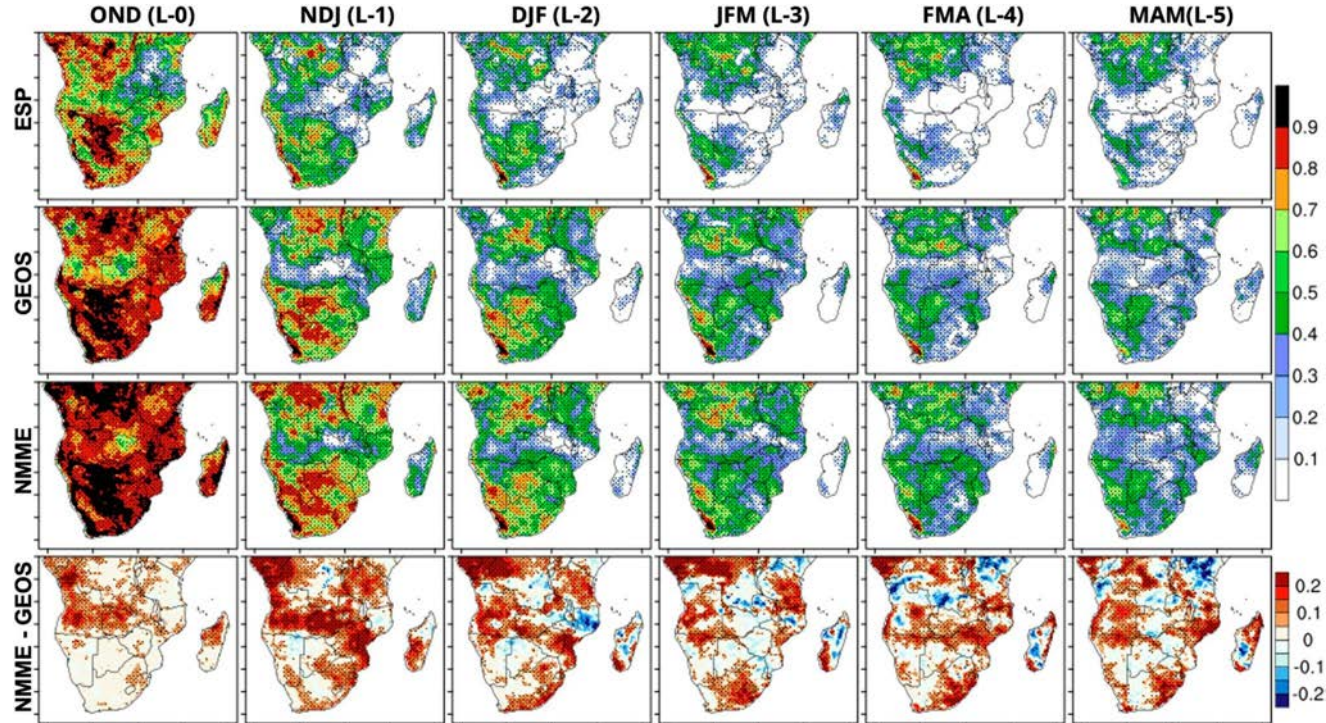 OND (L-0) NDJ (L-1) DJF (L-2) JFM (L-3) FMA (L-4) MAM(L-5)
ESP
GEOS
NMME
NMME - GEOS
0.9
0.8
0.7
0.6
0.5
0.4
0.3
0.2
0.1
0.2
0.1
0
-0.1
-0.2